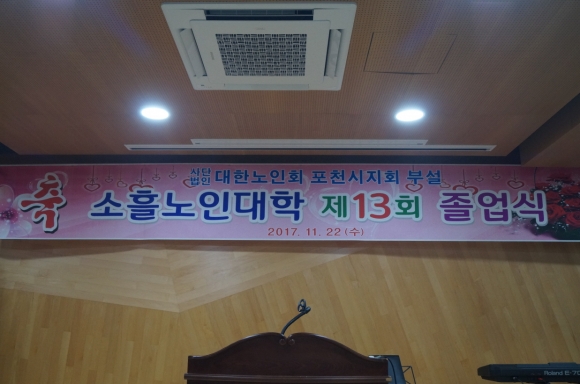 축
사단법인 대한노인회 포천시지회 부설
소흘노인대학 제13회 졸업식
2017. 11. 22 (수)
Roland